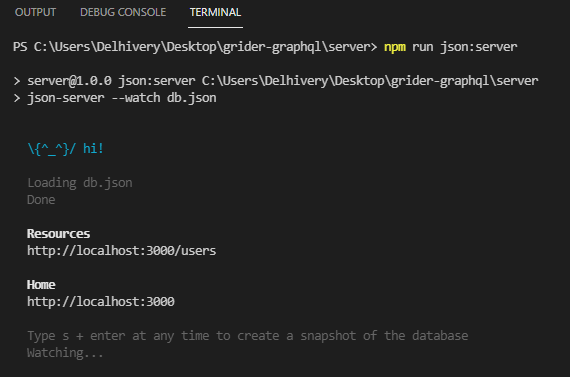 OUTPUT DEBUG CONSOLE TERMINAL
PS C:\Users\Delhivery\Desktop\grider-graphql\server> npm run json:server
> server@1.0.0 json:server C:\Users\Delhivery\Desktop\grider-graphql\server
> json-server --watch db.json
\{^_^}/ hi!
Loading db.json
Done
Resources
http://localhost:3000/users
Home
http://localhost:3000
Type s + enter at any time to create a snapshot of the database
Watching...